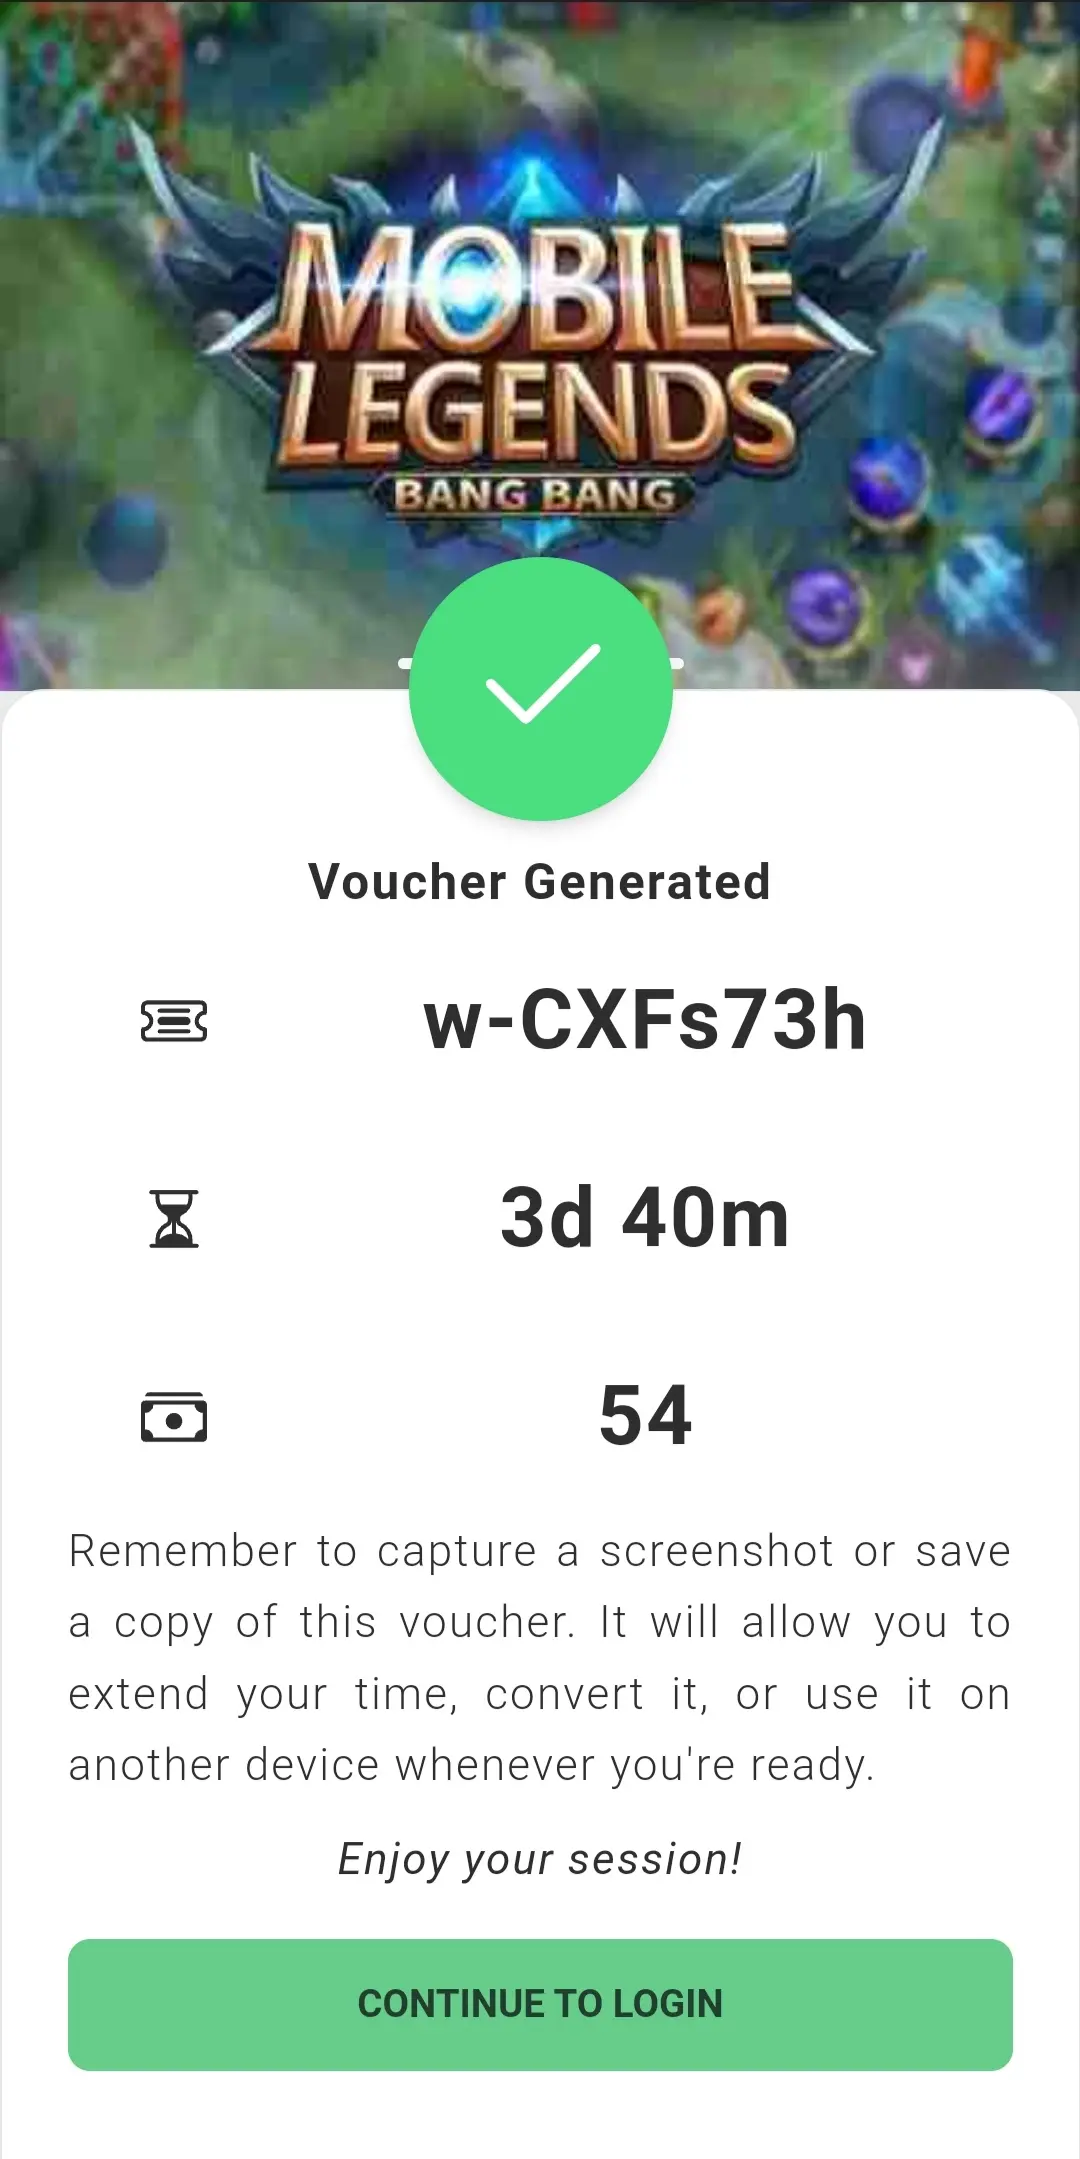 MOBILE
LEGENDS
BANG BANG
Voucher Generated
w-CXFs73h
3d 40m
54
Remember to capture a screenshot or save
a copy of this voucher. It will allow you to
extend your time, convert it, or use it on
another device whenever you're ready.
Enjoy your session!
CONTINUE TO LOGIN